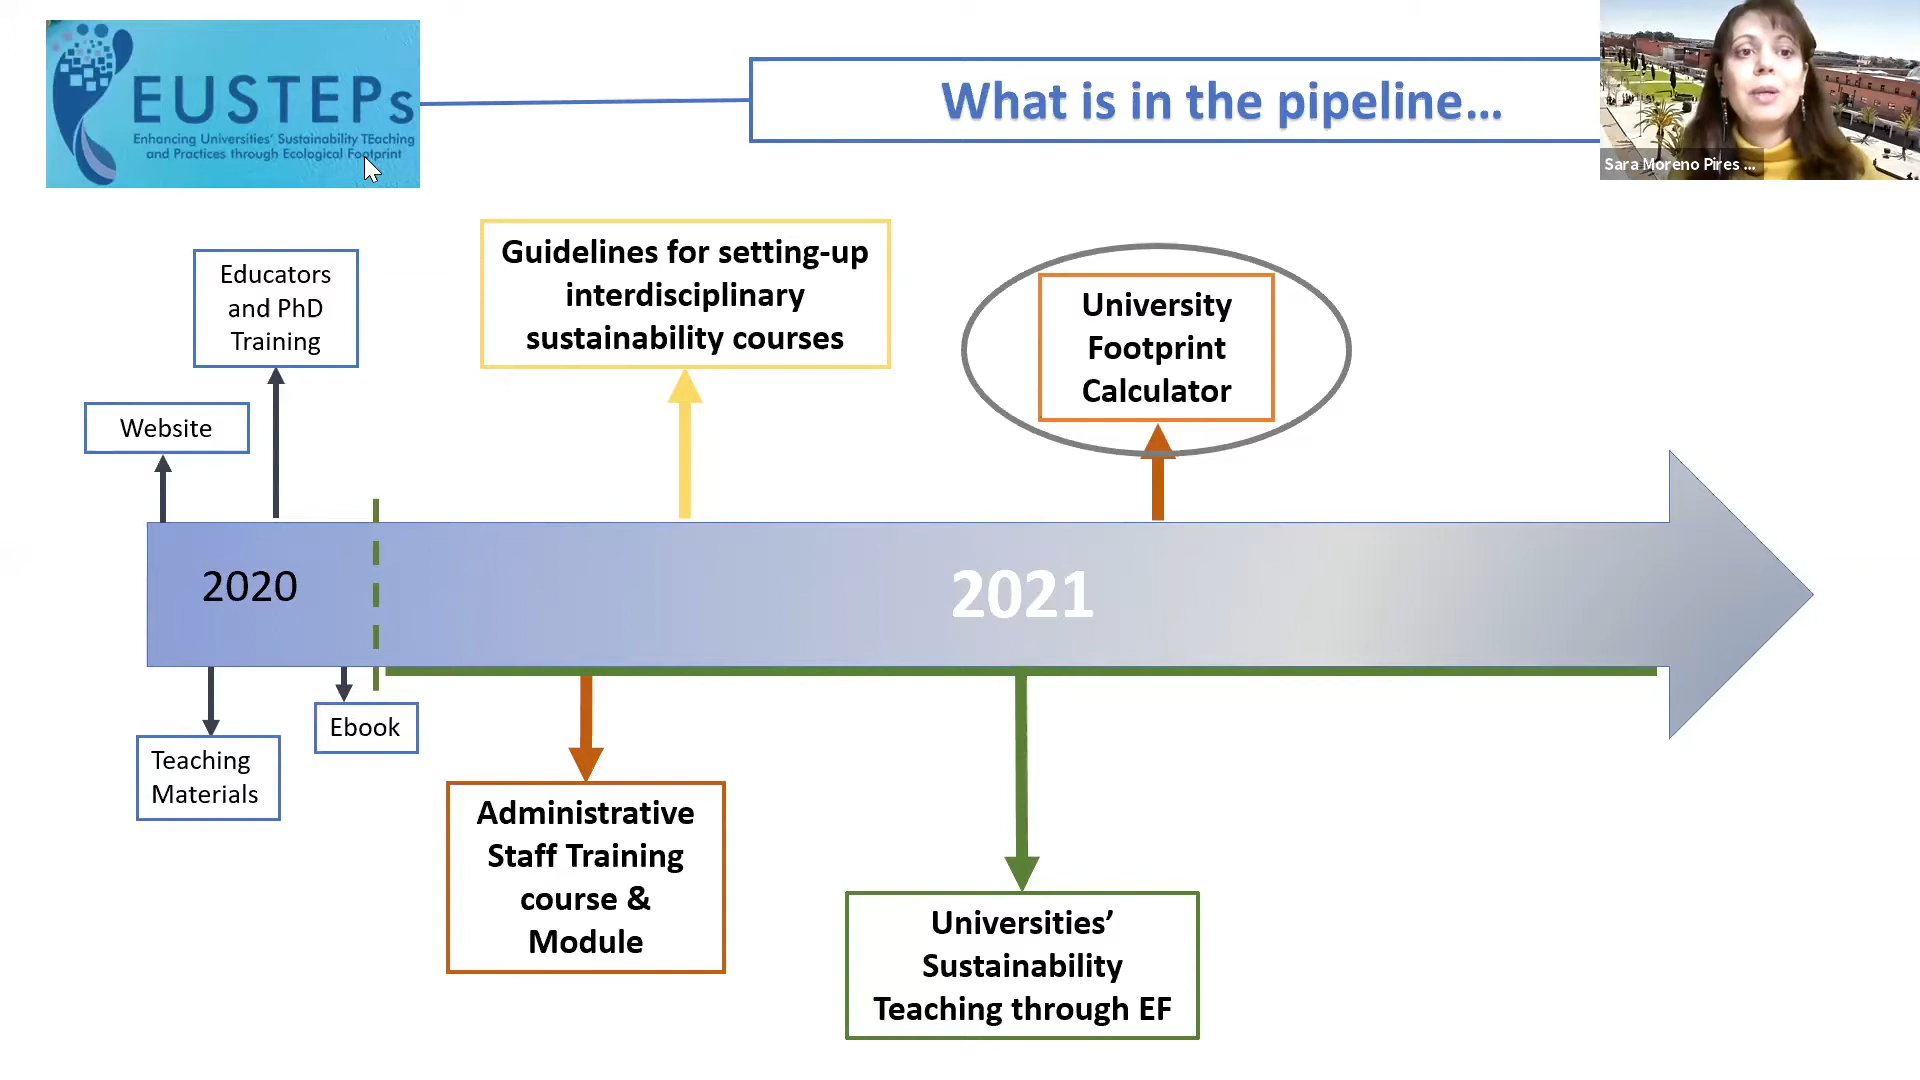 EUSTEPs
Enhancing Universities' Sustainability TEaching
and Practices through Ecological Footprint
What is in the pipeline...
Sara Moreno Pires ...
Educators
and PhD
Training
Guidelines for setting-up
interdisciplinary
sustainability courses
University
Footprint
Calculator
Website
2020
2021
Teaching
Materials
Ebook
Administrative
Staff Training
course &
Module
Universities’
Sustainability
Teaching through EF